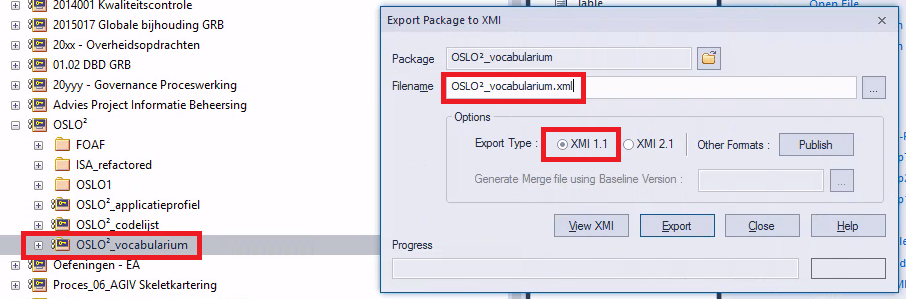 2014001 Kwaliteitscontrole
2015017 Globale bijhouding GRB
20xx - Overheidsopdrachten
01.02 DBD GRB
20yyy - Governance Proceswerking
Advies Project Informatie Beheersing
OSLO²
FOAF
ISA_refactored
OSLO1
OSLO²_applicatieprofiel
OSLO²_codelijst
OSLO²_vocabularium
Oefeningen - EA
Proces_06_AGIV Skeletkartering
Table
Open File
Export Package to XMI
Package
OSLO²_vocabularium
Filename
OSLO²_vocabularium.xml
...
Options
Export Type :
XMI 1.1
XMI 2.1
Other Formats :
Publish
Generate Merge file using Baseline Version :
...
View XMI
Export
Close
Help
Progress